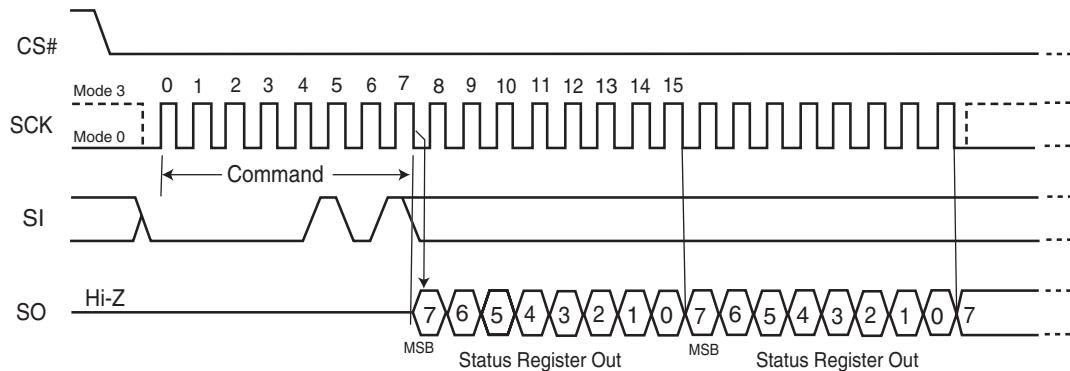 CS#
Mode 3
0 1 2 3 4 5 6 7 8 9 10 11 12 13 14 15
SCK
Mode 0
Command
SI
Hi-Z
SO
7 6 5 4 3 2 1 0 7 6 5 4 3 2 1 0 7
MSB
MSB
Status Register Out
Status Register Out